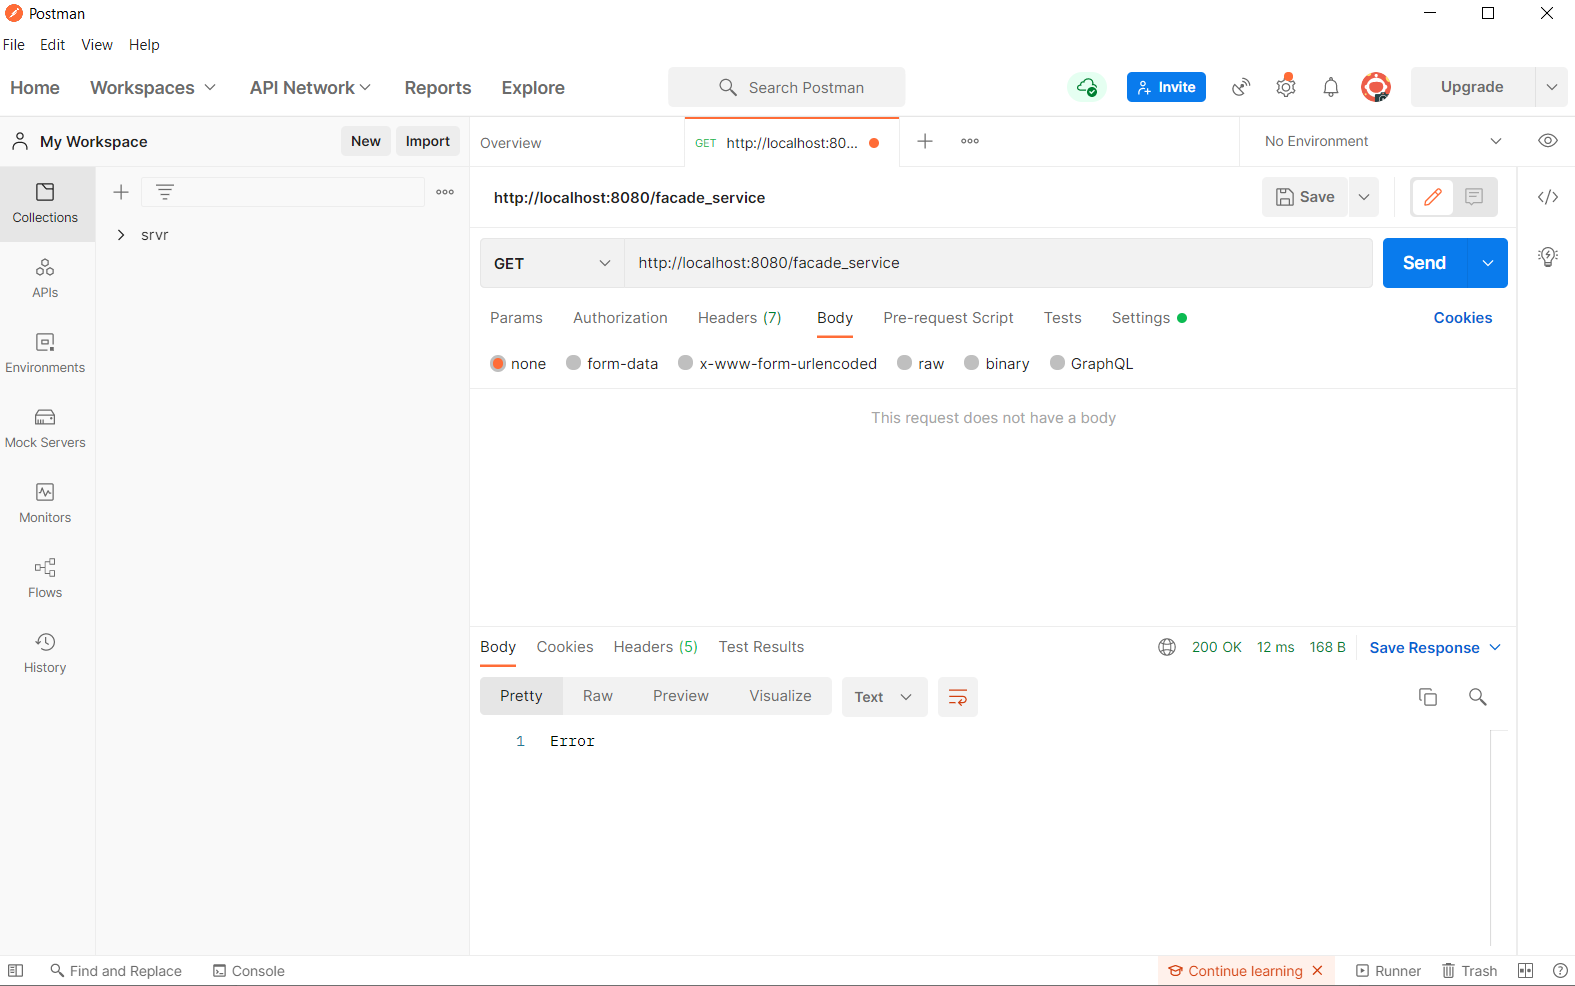 Postman
File Edit View Help
Home Workspaces API Network Reports Explore Search Postman Invite Upgrade
My Workspace New Import Overview GET http://localhost:80... No Environment
Collections
srvr
APIs
Environments
Mock Servers
Monitors
Flows
History
http://localhost:8080/facade_service Save
GET http://localhost:8080/facade_service Send
Params Authorization Headers (7) Body Pre-request Script Tests Settings Cookies
none form-data x-www-form-urlencoded raw binary GraphQL
This request does not have a body
Body Cookies Headers (5) Test Results 200 OK 12 ms 168 B Save Response
Pretty Raw Preview Visualize Text
1 Error
Find and Replace Console Continue learning Runner Trash